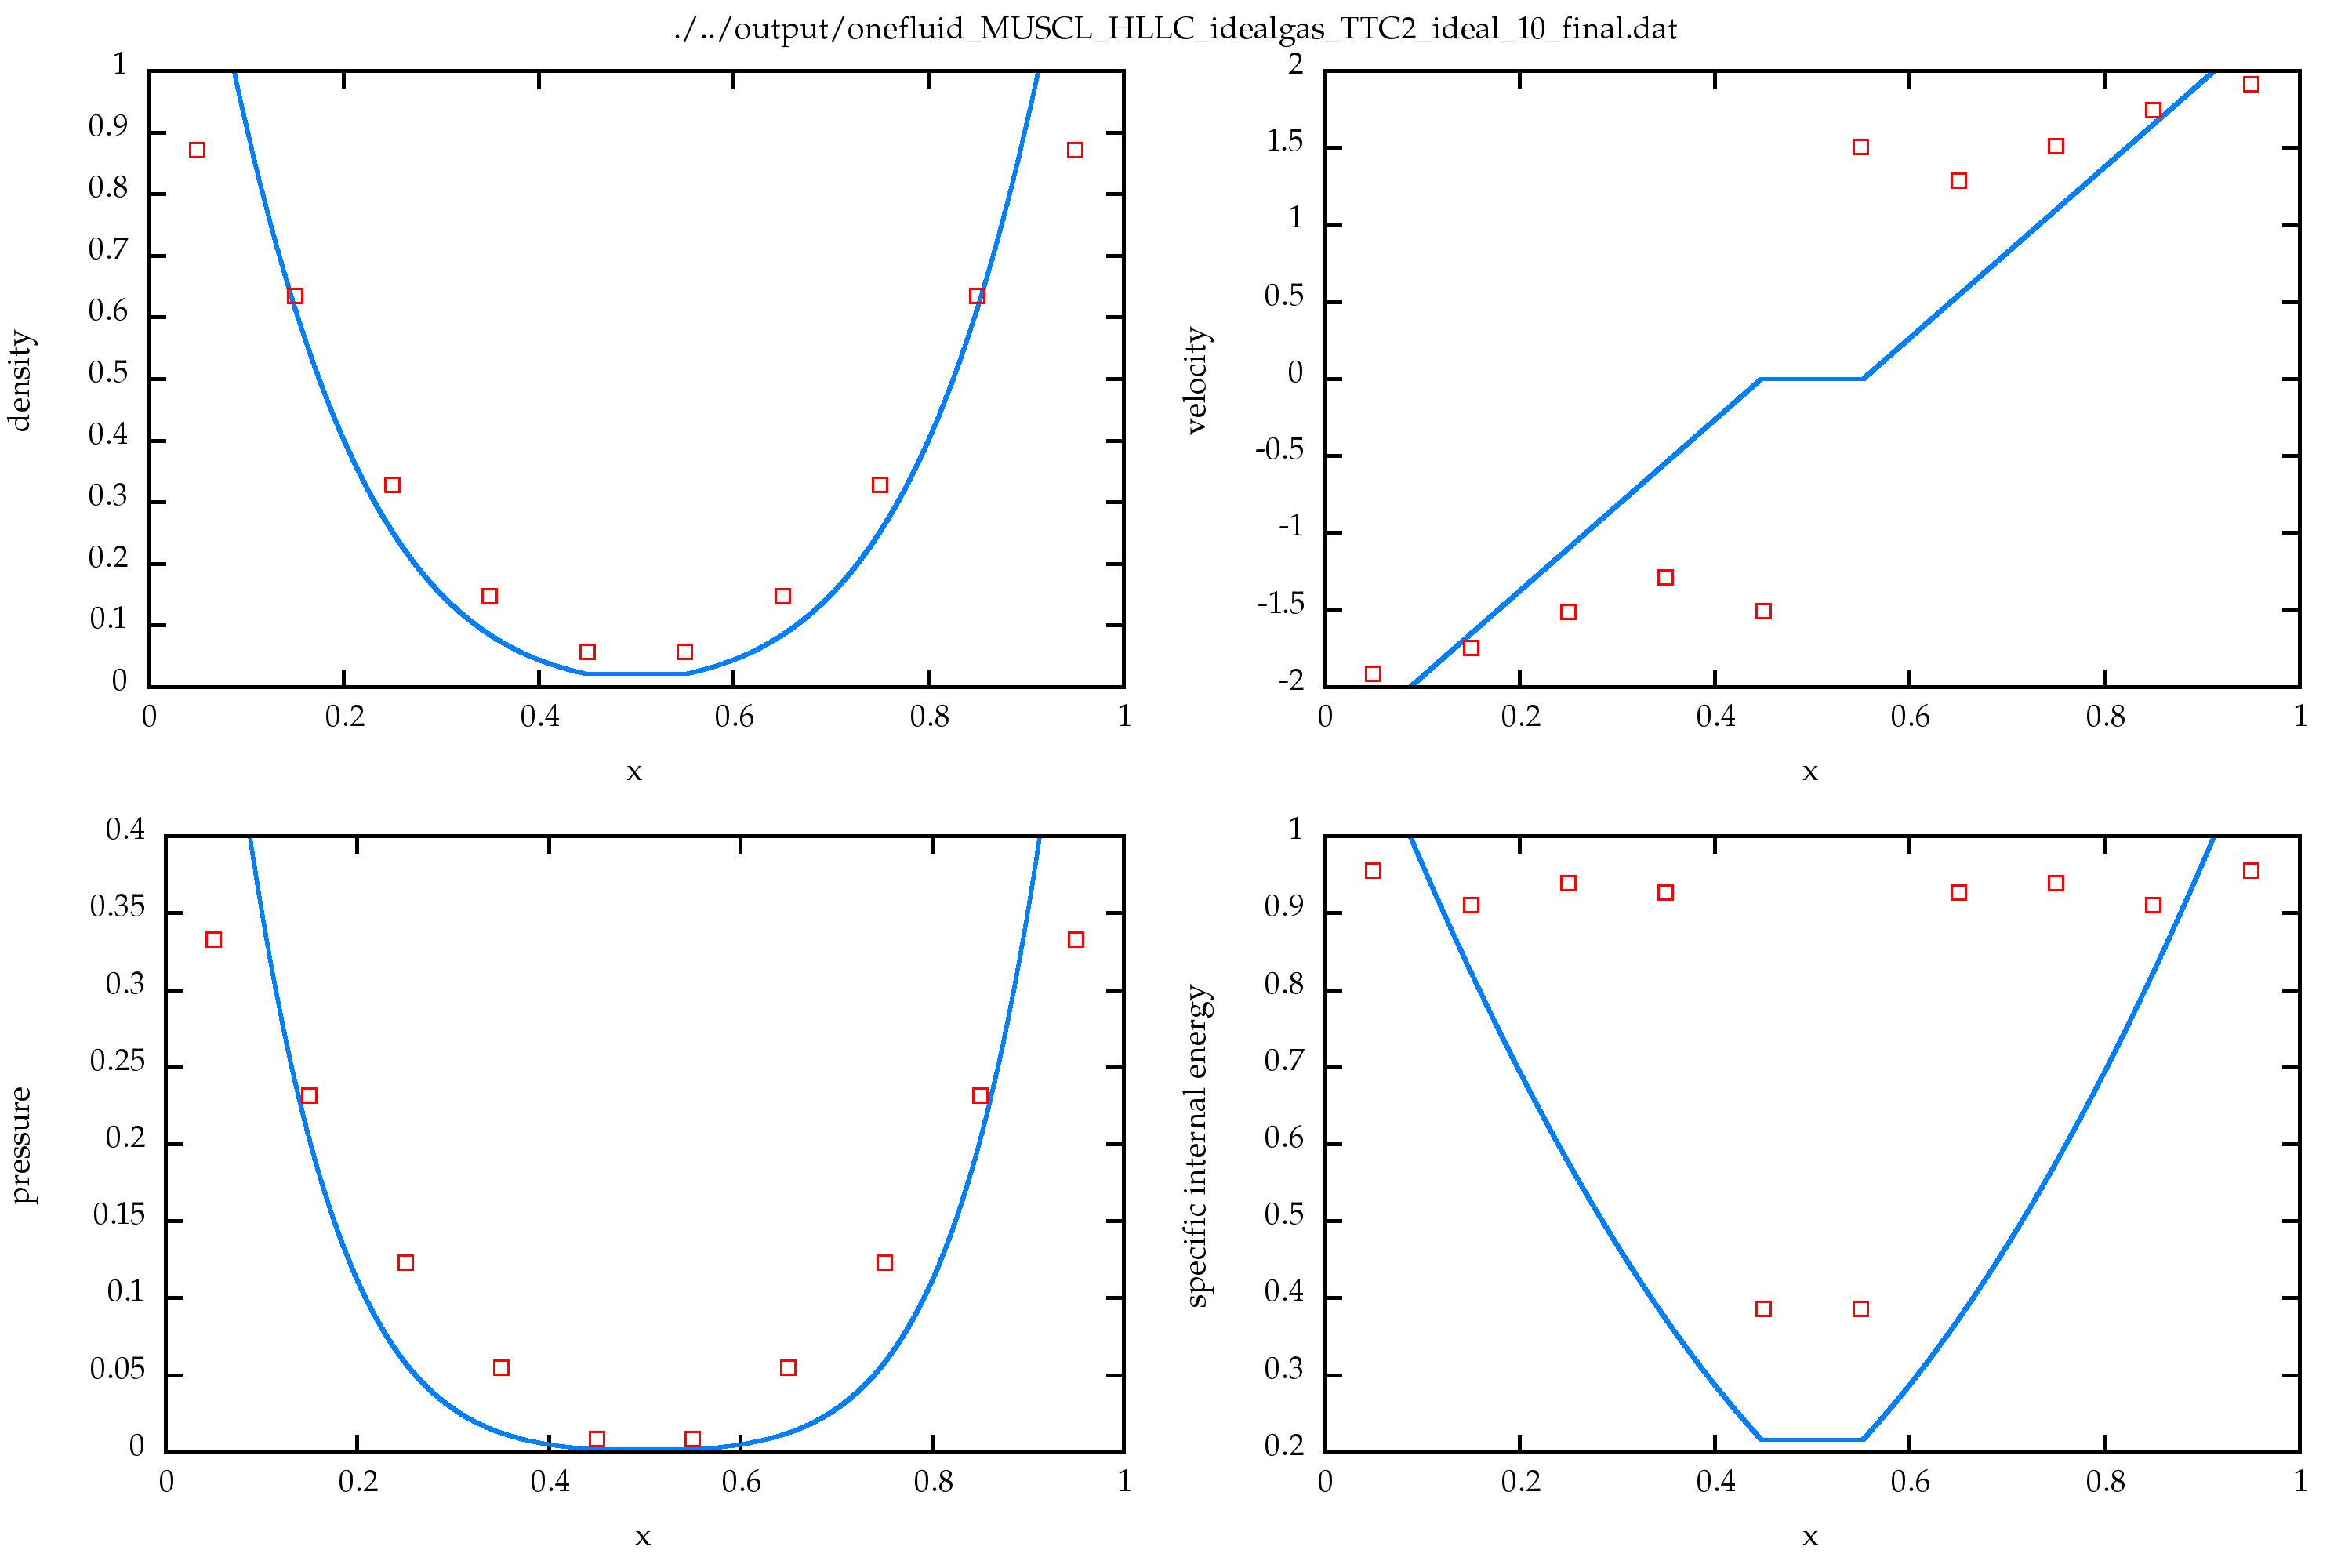 ./../output/onefluid_MUSCL_HLLC_idealgas_TTC2_ideal_10_final.dat
1
0.9
0.8
0.7
0.6
0.5
0.4
0.3
0.2
0.1
0
density
0 0.2 0.4 0.6 0.8 1
x
2
1.5
1
0.5
0
-0.5
-1
-1.5
-2
velocity
0 0.2 0.4 0.6 0.8 1
x
0.4
0.35
0.3
0.25
0.2
0.15
0.1
0.05
0
pressure
0 0.2 0.4 0.6 0.8 1
x
1
0.9
0.8
0.7
0.6
0.5
0.4
0.3
0.2
specific internal energy
0 0.2 0.4 0.6 0.8 1
x